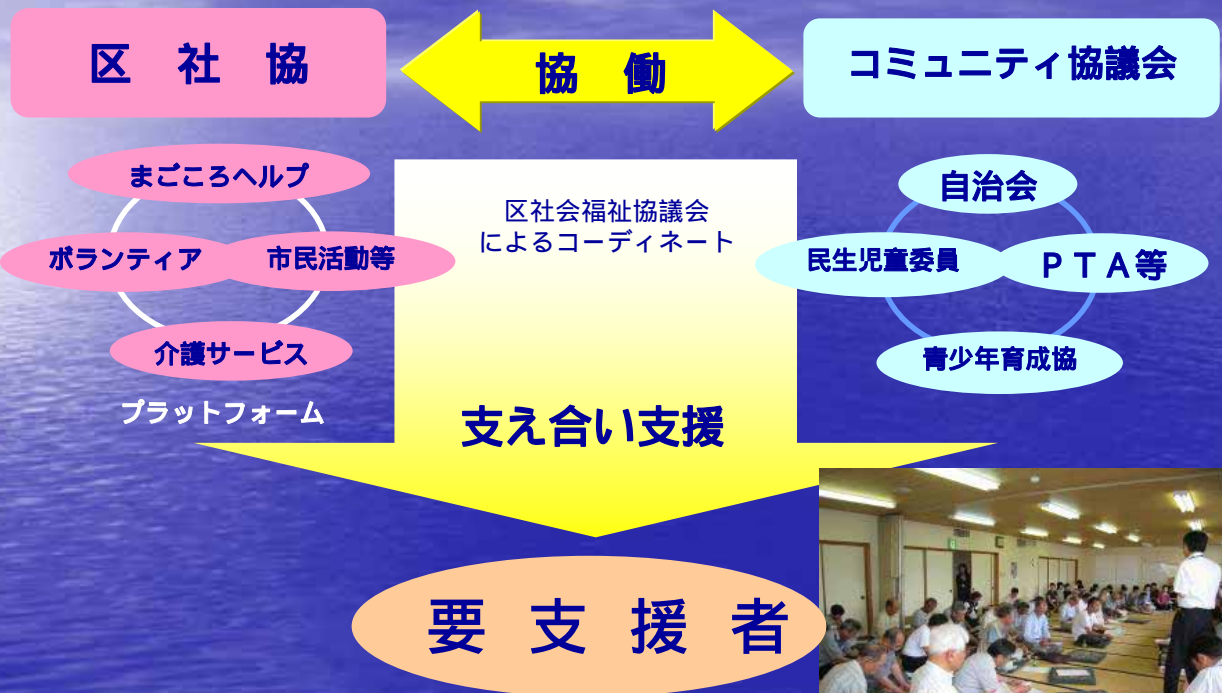 区 社 協
協 働
コミュニティ協議会
まごころヘルプ
ボランティア
市民活動等
介護サービス
プラットフォーム
区社会福祉協議会
によるコーディネート
支え合い支援
自治会
民生児童委員
ＰＴＡ等
青少年育成協
要 支 援 者